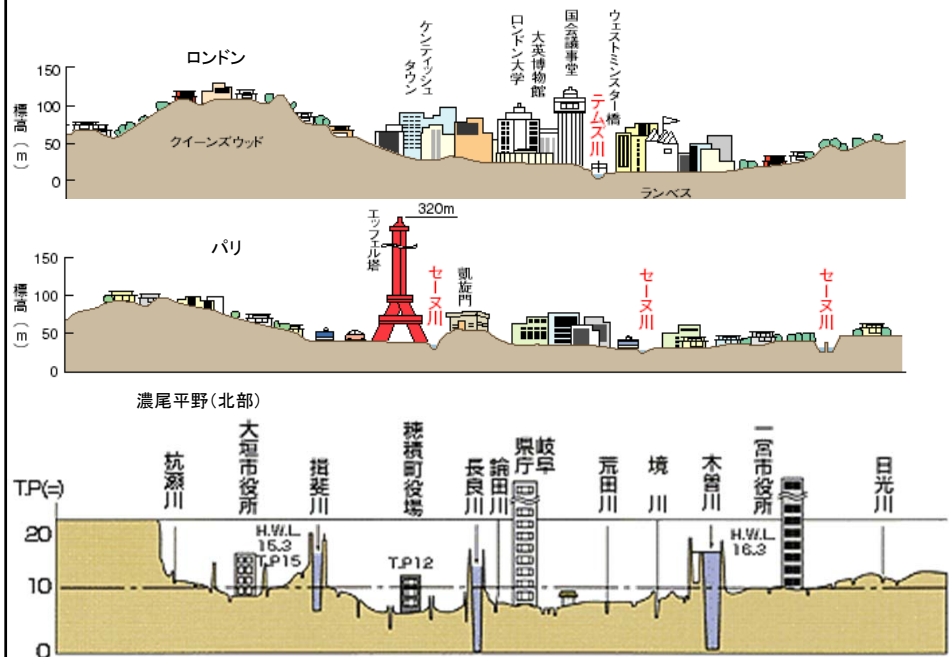 ロンドン
標高(m)
150
100
50
0
クイーンズウッド
ケンティッシュ
タウン
ロンドン大学
大英博物館
国会議事堂
テムズ川
ウェストミンスター橋
ランベス
パリ
標高(m)
150
100
50
0
エッフェル塔
320m
セーヌ川
凱旋門
セーヌ川
セーヌ川
濃尾平野(北部)
T.P(=)
20
10
0
杭瀬川
大垣市役所
揖斐川
H.W.L.
15.3
T.P15
穂積町役場
T.P12
長良川
論田川
岐阜
県庁
荒田川
境川
木曽川
H.W.L.
16.3
一宮市役所
日光川